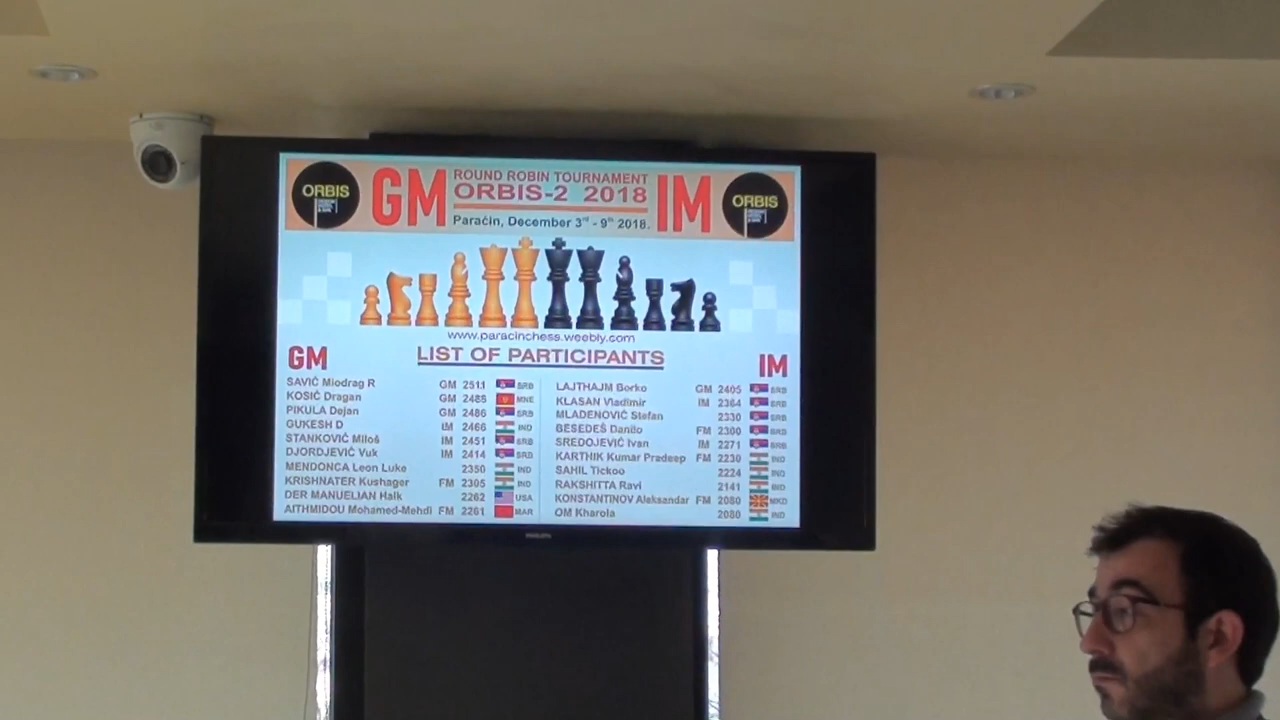 ORBIS
GM
ROUND ROBIN TOURNAMENT
ORBIS-2 2018
Paraćin, December 3rd - 9th 2018.
IM
ORBIS
www.paracinchess.weebly.com
GM
LIST OF PARTICIPANTS
IM
SAVIĆ Miodrag R GM 2511 SRB
KOSIĆ Dragan GM 2488 MNE
PIKULA Dejan GM 2486 SRB
GUKESH D IM 2466 IND
STANKOVIĆ Miloš IM 2451 SRB
DJORDJEVIĆ Vuk IM 2414 SRB
MENDONCA Leon Luke 2350 IND
KRISHNATER Kushager FM 2305 IND
DER MANUELIAN Haik 2262 USA
AITHMIDOU Mohamed-Mehdi FM 2261 MAR
LAJTHAJM Borko GM 2405 SRB
KLASAN Vladimir IM 2364 SRB
MLADENOVIĆ Stefan 2330 SRB
BESEDEŠ Danilo FM 2300 SRB
SREDOJEVIĆ Ivan IM 2271 SRB
KARTHIK Kumar Pradeep FM 2230 IND
SAHIL Tickoo 2224 IND
RAKSHITTA Ravi 2141 IND
KONSTANTINOV Aleksandar FM 2080 MKD
OM Kharola 2080 IND
PHILIPS